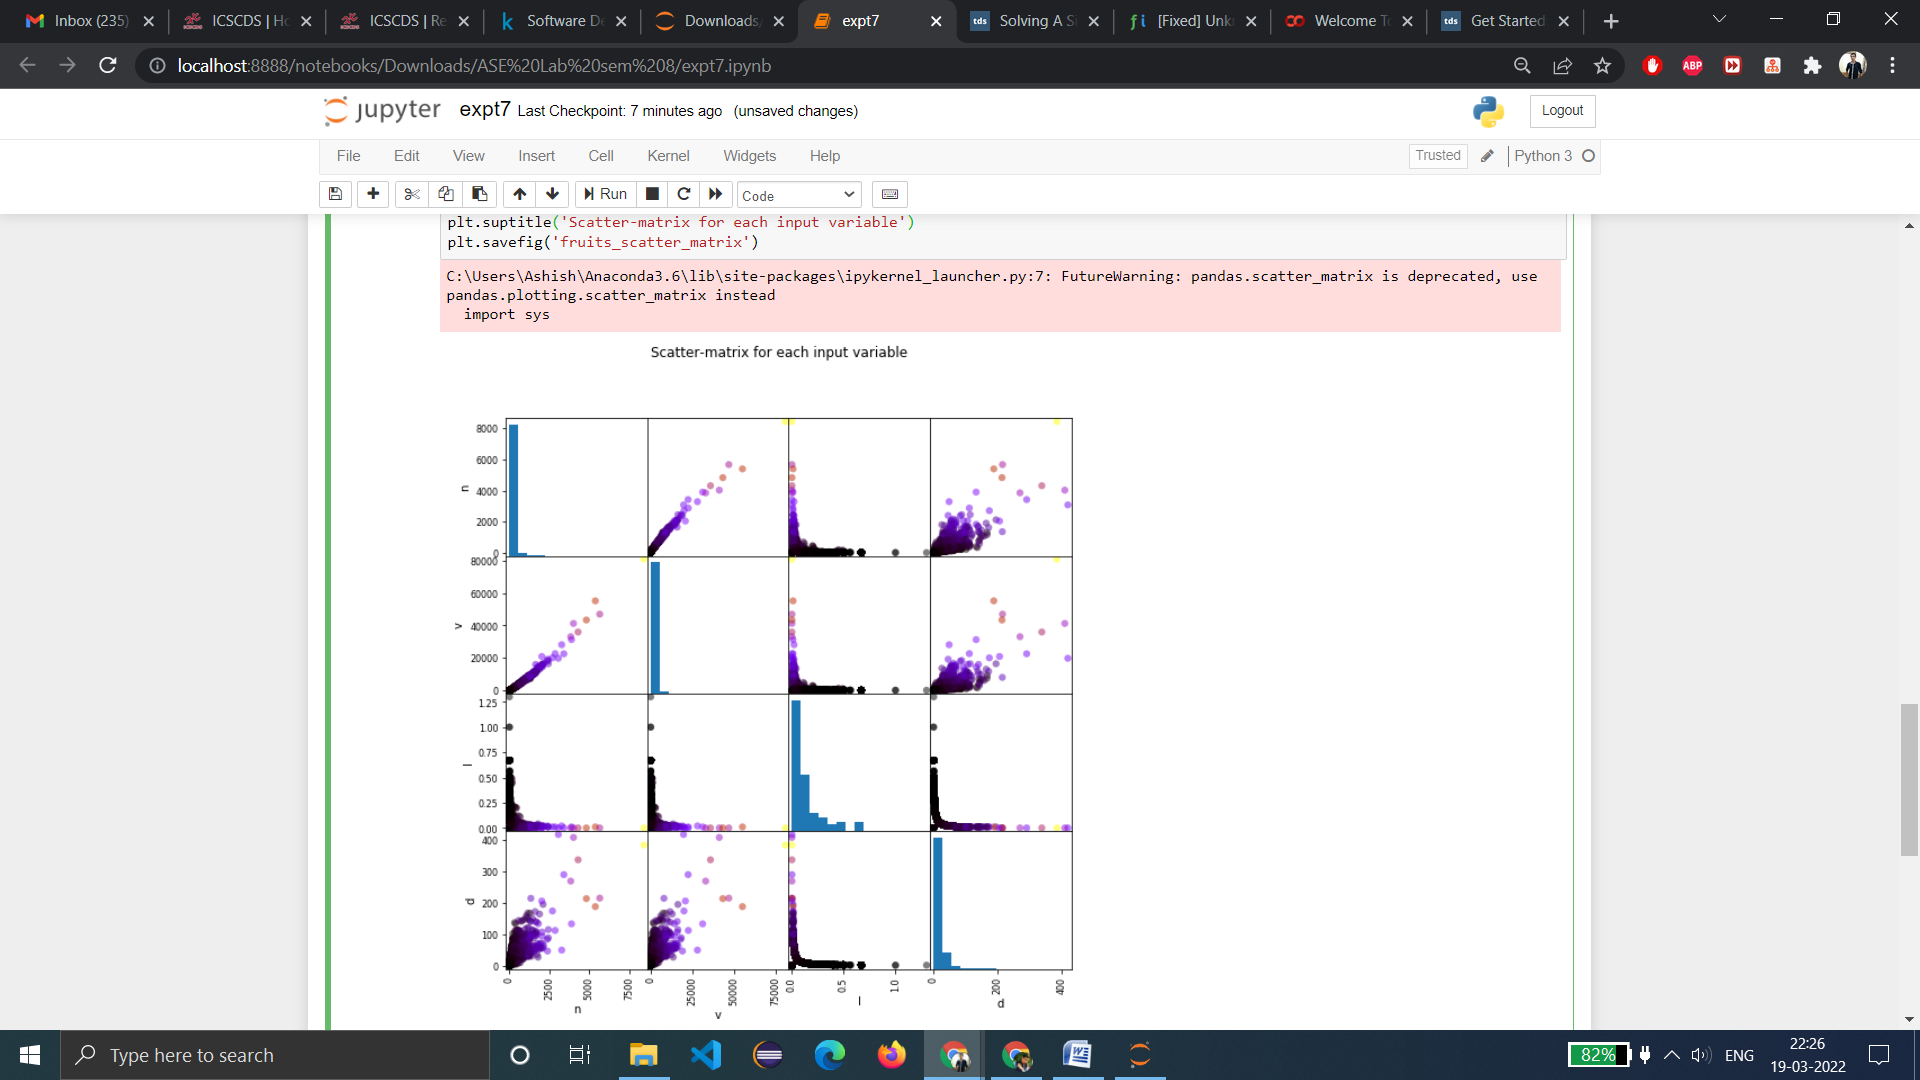 Inbox (235)
ICSCDS | Ho
ICSCDS | Re
Software De
Downloads/
expt7
Solving A Si
[Fixed] Unk
Welcome To
Get Started
localhost:8888/notebooks/Downloads/ASE%20Lab%20sem%208/expt7.ipynb
jupyter expt7 Last Checkpoint: 7 minutes ago (unsaved changes)
Logout
File Edit View Insert Cell Kernel Widgets Help
Trusted Python 3
Run Code
plt.suptitle('Scatter-matrix for each input variable')
plt.savefig('fruits_scatter_matrix')
C:\Users\Ashish\Anaconda3.6\lib\site-packages\ipykernel_launcher.py:7: FutureWarning: pandas.scatter_matrix is deprecated, use
pandas.plotting.scatter_matrix instead
import sys
Scatter-matrix for each input variable
8000
6000
n
4000
2000
0
80000
60000
v
40000
20000
0
1.25
1.00
0.75
l
0.50
0.25
0.00
400
300
d
200
100
0
0 2500 5000 7500 0 25000 50000 75000 0.0 0.5 1.0 0 200 400
n v l d
Type here to search
82% ENG
22:26
19-03-2022